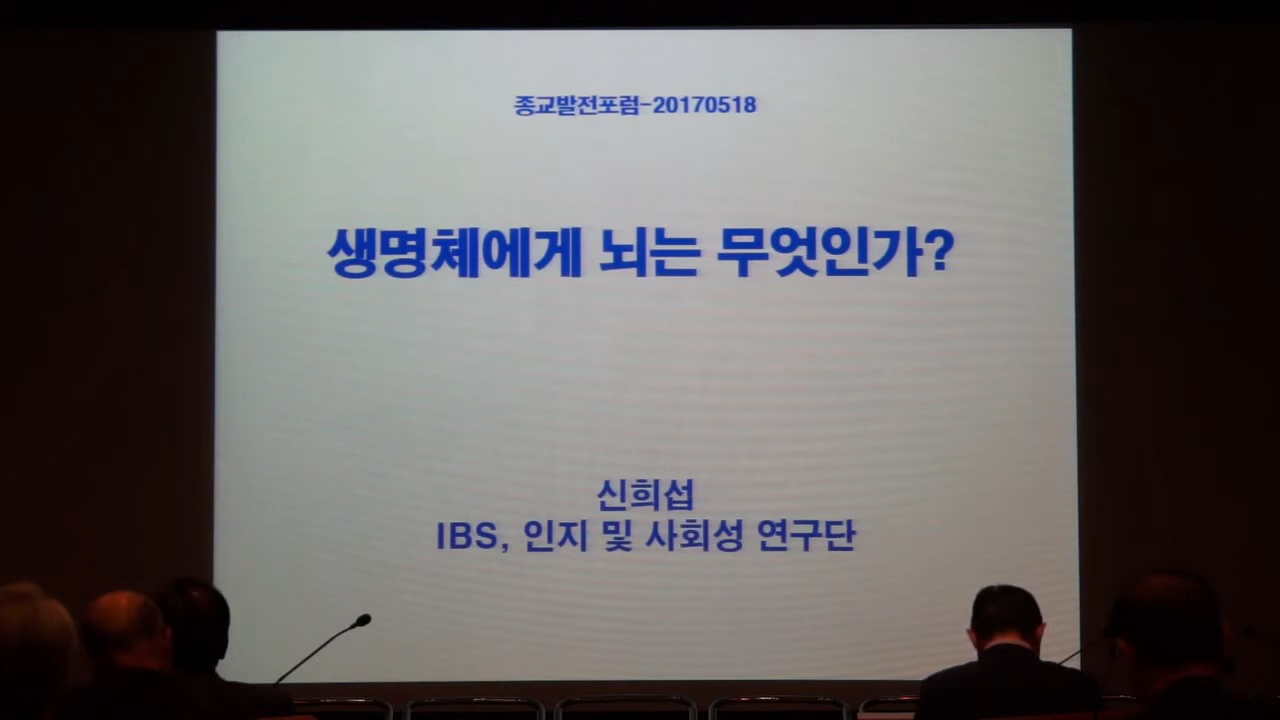 종교발전포럼-20170518
생명체에게 뇌는 무엇인가?
신희섭
IBS, 인지 및 사회성 연구단